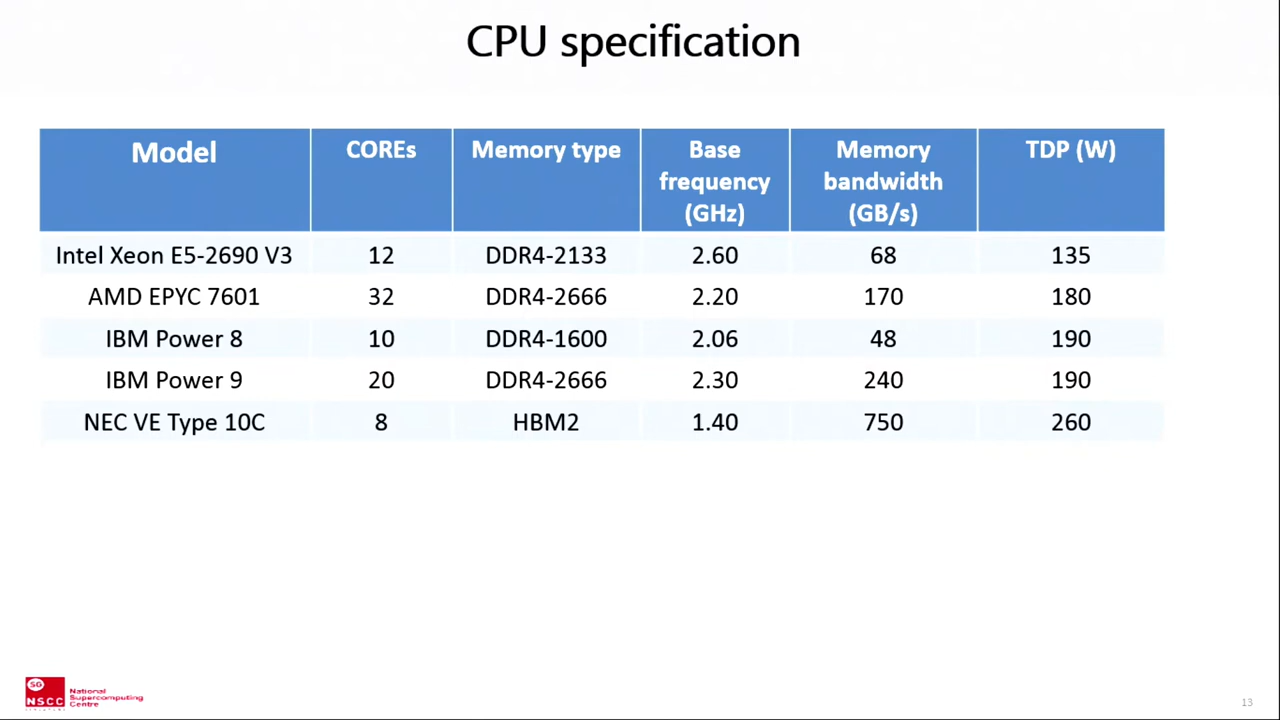 CPU specification
Model COREs Memory type Base frequency (GHz) Memory bandwidth (GB/s) TDP (W)
Intel Xeon E5-2690 V3 12 DDR4-2133 2.60 68 135
AMD EPYC 7601 32 DDR4-2666 2.20 170 180
IBM Power 8 10 DDR4-1600 2.06 48 190
IBM Power 9 20 DDR4-2666 2.30 240 190
NEC VE Type 10C 8 HBM2 1.40 750 260
SG
NSCC
National
Supercomputing
Centre
13